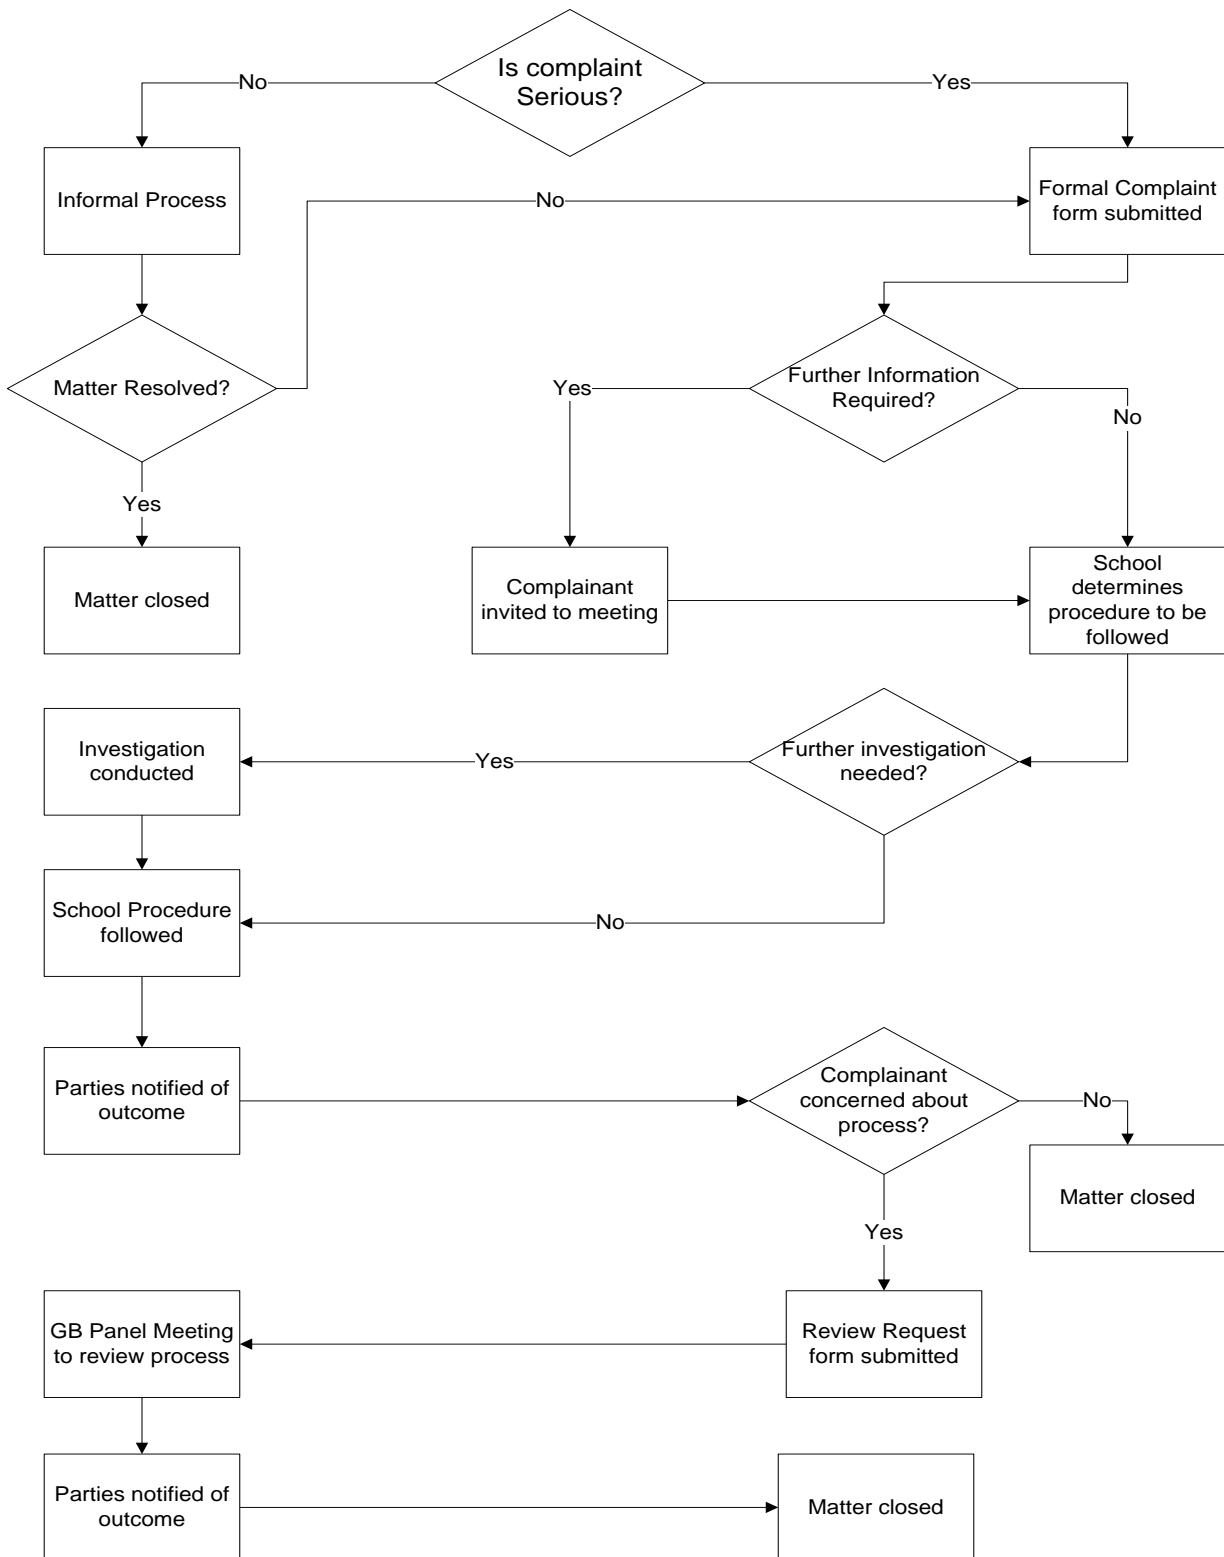 Is complaint
Serious?
No
Yes
Informal Process
No
Formal Complaint
form submitted
Matter Resolved?
Yes
Further Information
Required?
No
Yes
Matter closed
Complainant
invited to meeting
School
determines
procedure to be
followed
Investigation
conducted
Yes
Further investigation
needed?
School Procedure
followed
No
Parties notified of
outcome
Complainant
concerned about
process?
No
Matter closed
Yes
GB Panel Meeting
to review process
Review Request
form submitted
Parties notified of
outcome
Matter closed